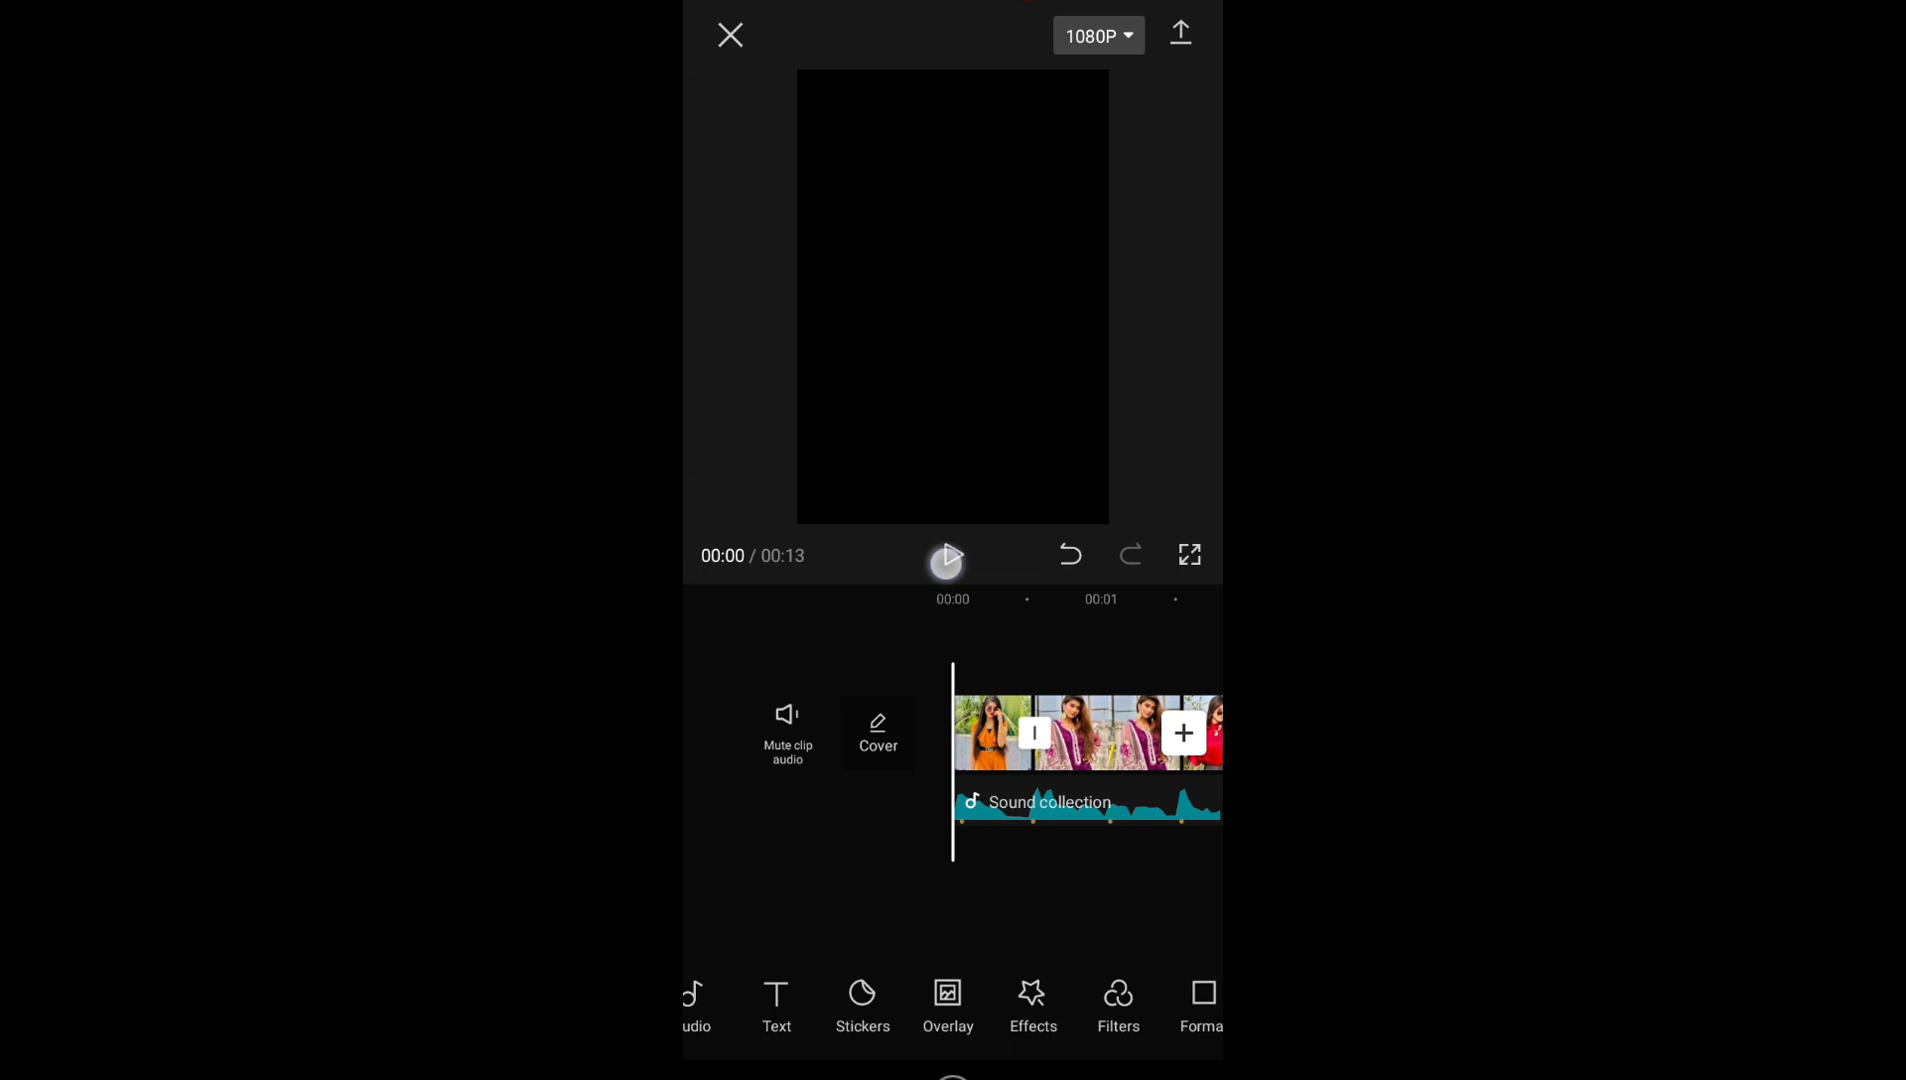 1080P
00:00 / 00:13
00:00
00:01
Mute clip
audio
Cover
Sound collection
udio
Text
Stickers
Overlay
Effects
Filters
Forma